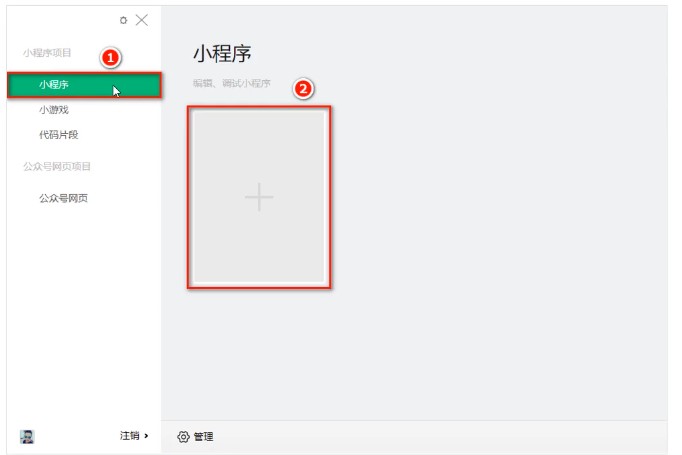 小程序项目
1
小程序
小游戏
代码片段
公众号网页项目
公众号网页
注销
小程序
编辑、调试小程序
2
管理